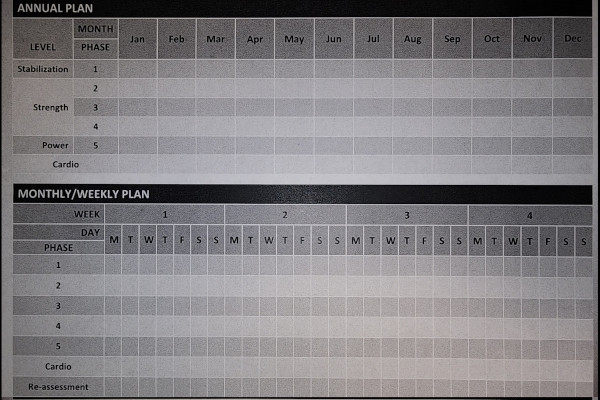 ANNUAL PLAN
MONTH
Jan Feb Mar Apr May Jun Jul Aug Sep Oct Nov Dec
LEVEL PHASE
Stabilization 1
2
Strength 3
4
Power 5
Cardio
MONTHLY/WEEKLY PLAN
WEEK 1 2 3 4
DAY M T W T F S S M T W T F S S M T W T F S S M T W T F S S
PHASE
1
2
3
4
5
Cardio
Re-assessment